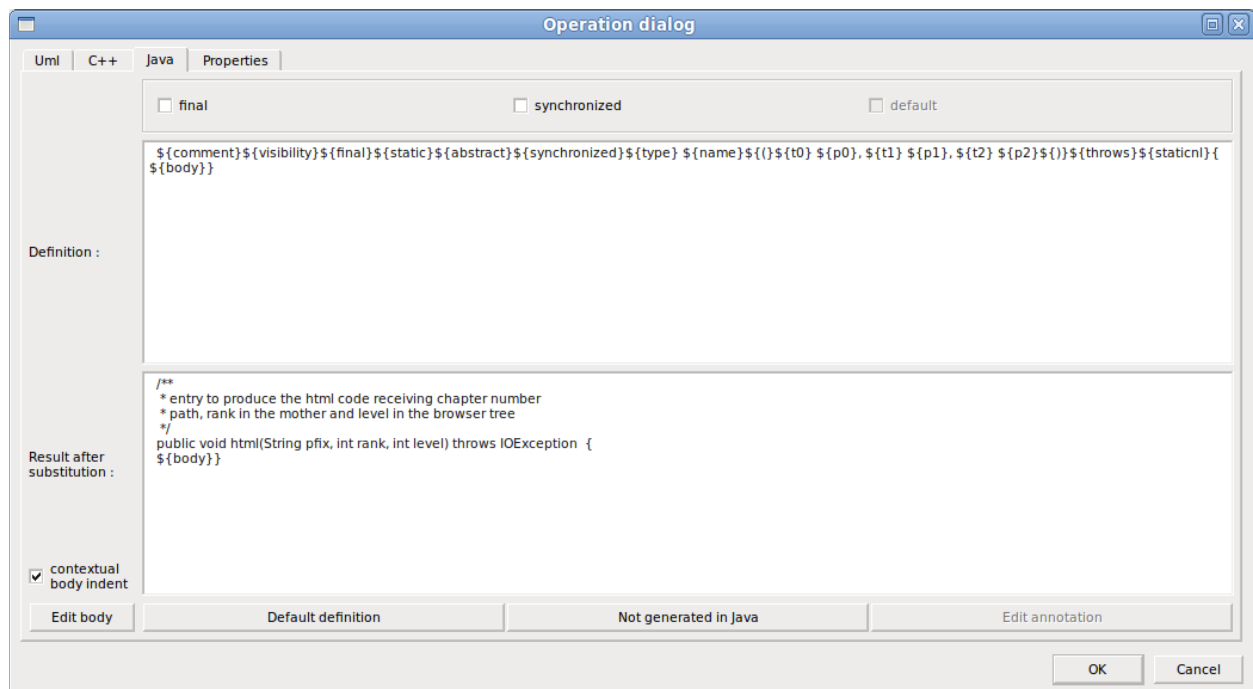 Operation dialog
Uml
C++
Java
Properties
final
synchronized
default
Definition :
${comment}${visibility}${final}${static}${abstract}${synchronized}${type} ${name}${(}${t0} ${p0}, ${t1} ${p1}, ${t2} ${p2}${)}${throws}${staticnl}{
${body}}
Result after
substitution :
/**
* entry to produce the html code receiving chapter number
* path, rank in the mother and level in the browser tree
*/
public void html(String pfix, int rank, int level) throws IOException  {
${body}}
contextual
body indent
Edit body
Default definition
Not generated in Java
Edit annotation
OK
Cancel